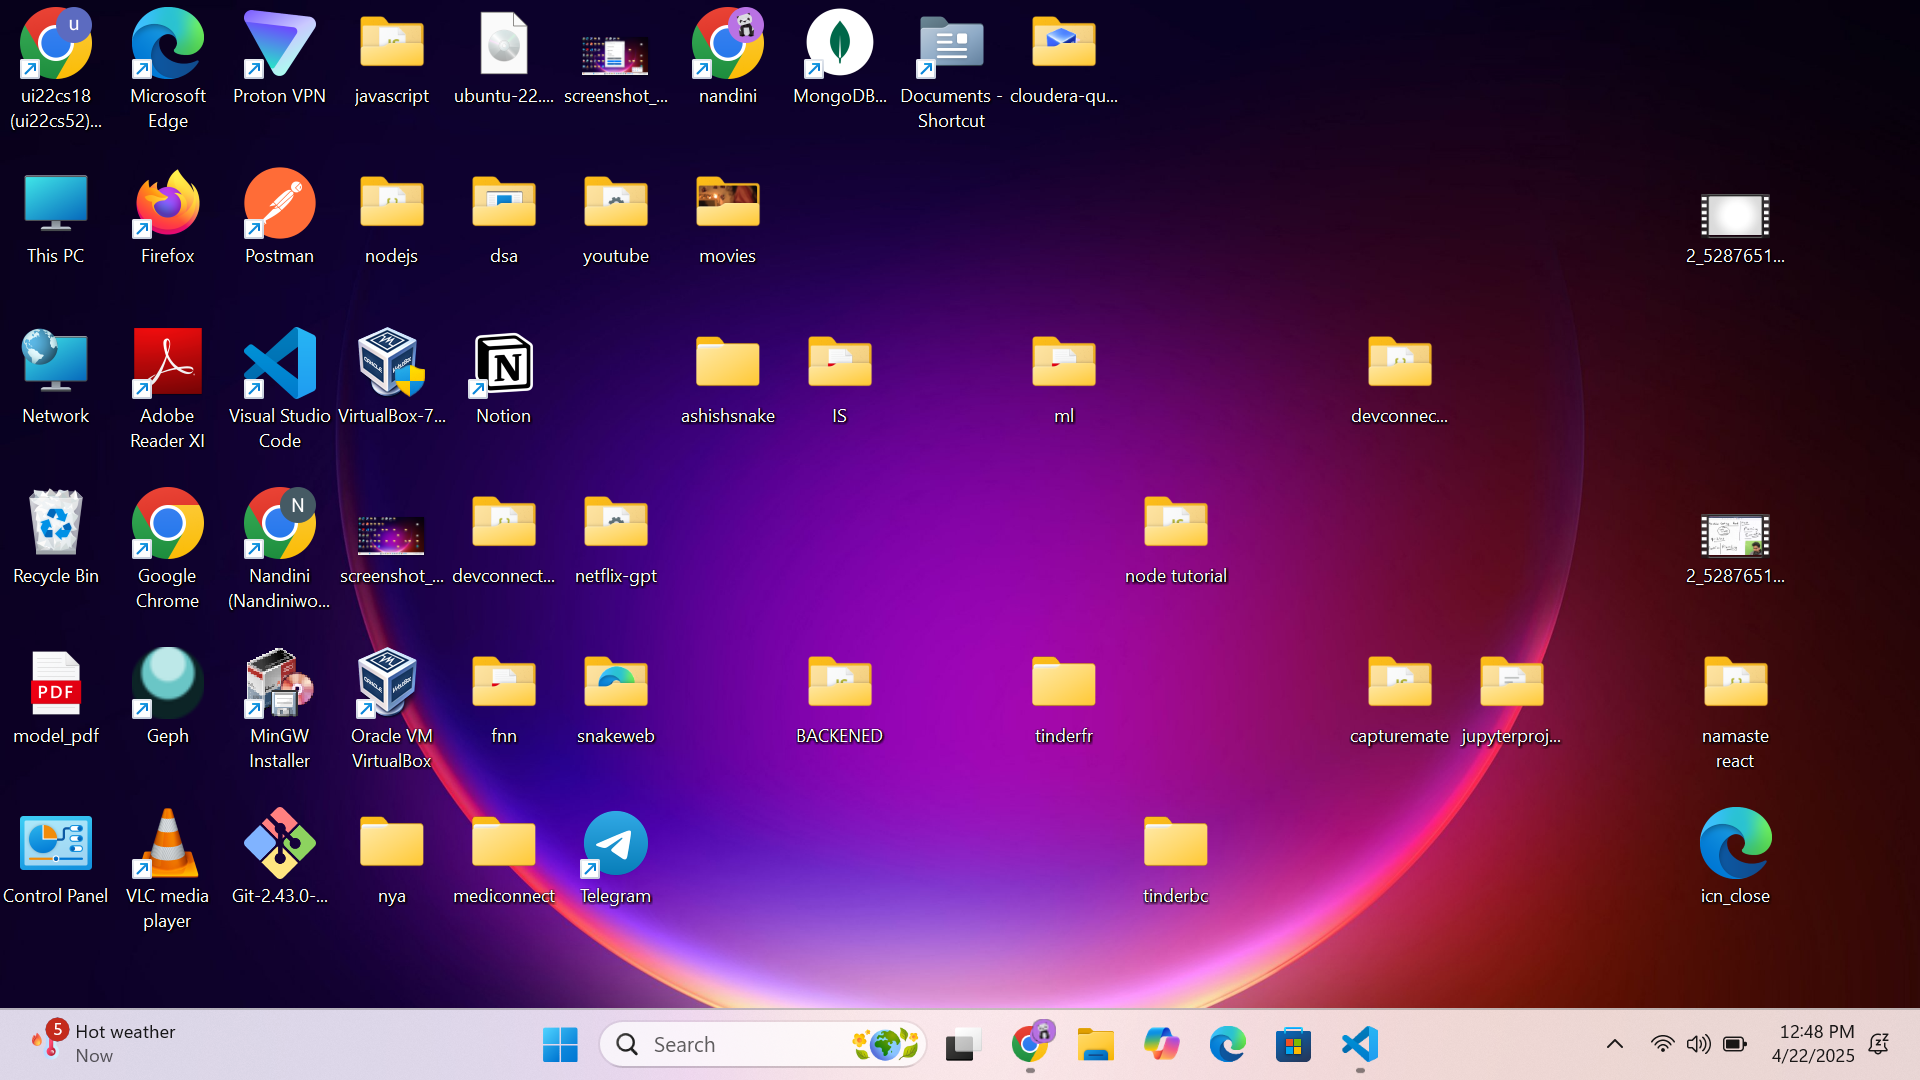 ui22cs18
(ui22cs52)...
Microsoft
Edge
Proton VPN
javascript
ubuntu-22....
screenshot_...
nandini
MongoDB...
Documents -
Shortcut
cloudera-qu...
This PC
Firefox
Postman
nodejs
dsa
youtube
movies
2_5287651...
Network
Adobe
Reader XI
Visual Studio
Code
VirtualBox-7...
Notion
ashishsnake
IS
ml
devconnec...
Recycle Bin
Google
Chrome
Nandini
(Nandiniwo...
screenshot_...
devconnect...
netflix-gpt
node tutorial
2_5287651...
PDF
model_pdf
Geph
MinGW
Installer
Oracle VM
VirtualBox
fnn
snakeweb
BACKENED
tinderfr
capturemate
jupyterproj...
namaste
react
Control Panel
VLC media
player
Git-2.43.0-...
nya
mediconnect
Telegram
tinderbc
icn_close
5
Hot weather
Now
Search
12:48 PM
4/22/2025